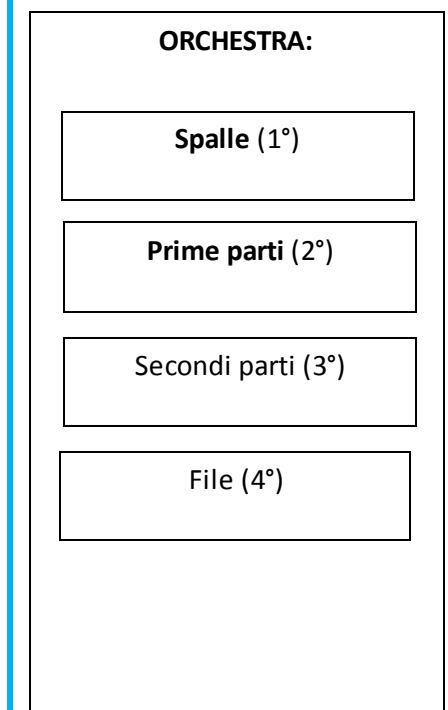 ORCHESTRA:
Spalle (1°)
Prime parti (2°)
Secondi parti (3°)
File (4°)